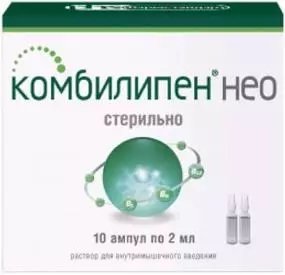 Комбилипен® нео
стерильно
B1
B6
B12
10 ампул по 2 мл
раствор для внутримышечного введения